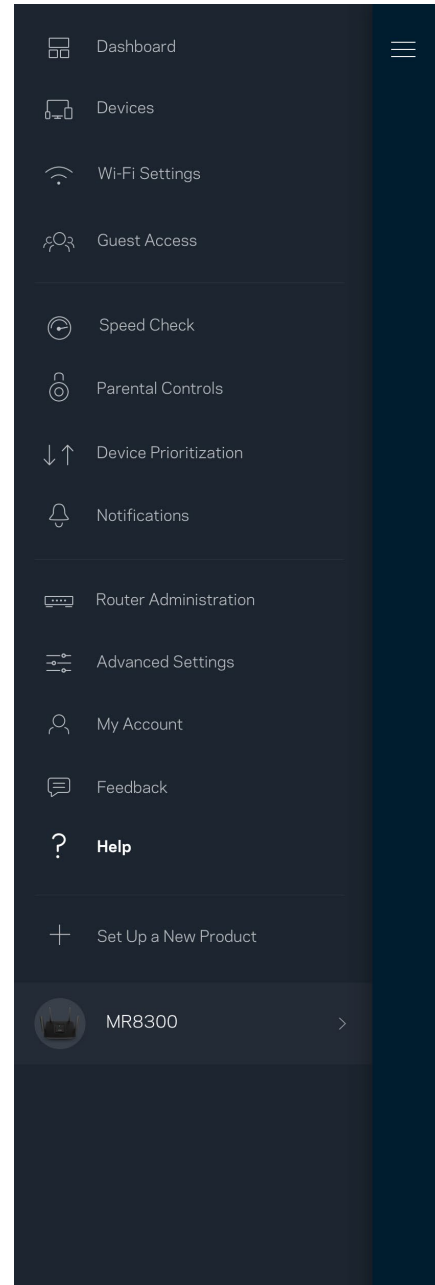 Dashboard
Devices
Wi-Fi Settings
Guest Access
Speed Check
Parental Controls
Device Prioritization
Notifications
Router Administration
Advanced Settings
My Account
Feedback
Help
Set Up a New Product
MR8300